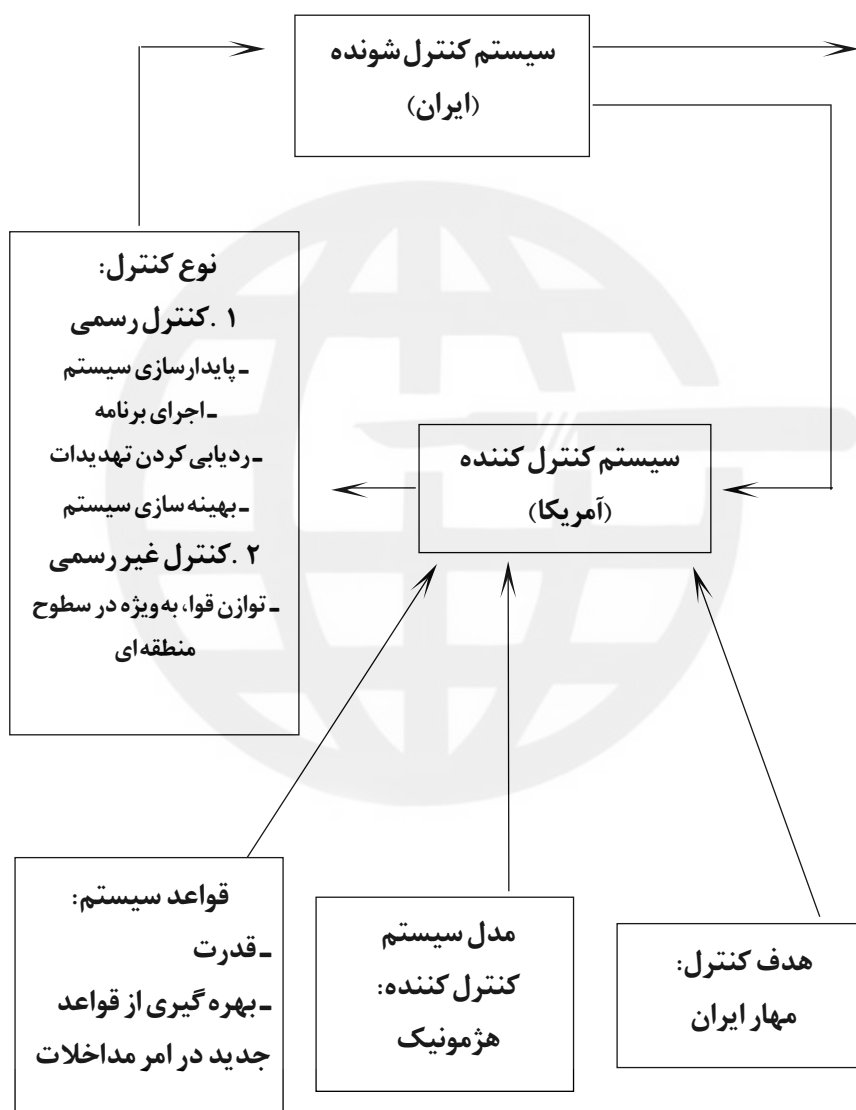 سیستم کنترل شونده
(ایران)
نوع کنترل:
۱ .کنترل رسمی
ـ پایدارسازی سیستم
ـ اجرای برنامه
ـ ردیابی کردن تهدیدات
ـ بهینه سازی سیستم
۲ .کنترل غیر رسمی
ـ توازن قوا، به ویژه در سطوح
منطقه ای
سیستم کنترل کننده
(آمریکا)
قواعد سیستم:
ـ قدرت
ـ بهره گیری از قواعد
جدید در امر مداخلات
مدل سیستم
کنترل کننده:
هژمونیک
هدف کنترل:
مهار ایران